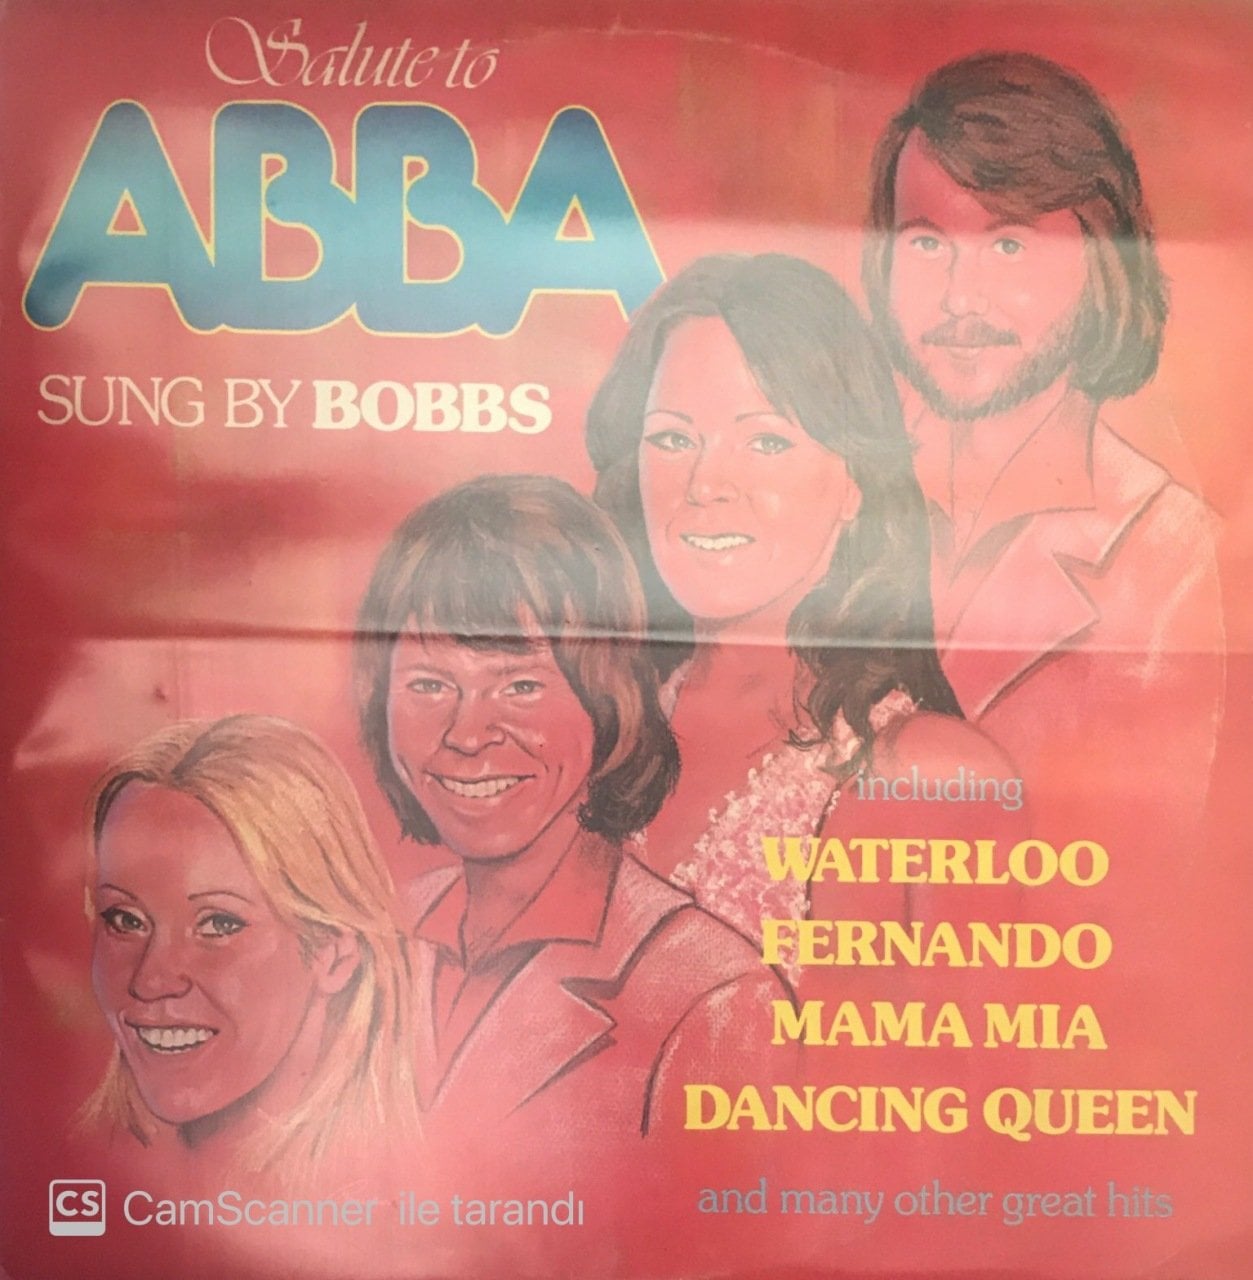 Salute to
ABBA
SUNG BY BOBBS
including
WATERLOO
FERNANDO
MAMA MIA
DANCING QUEEN
and many other great hits
CS CamScanner ile tarandı